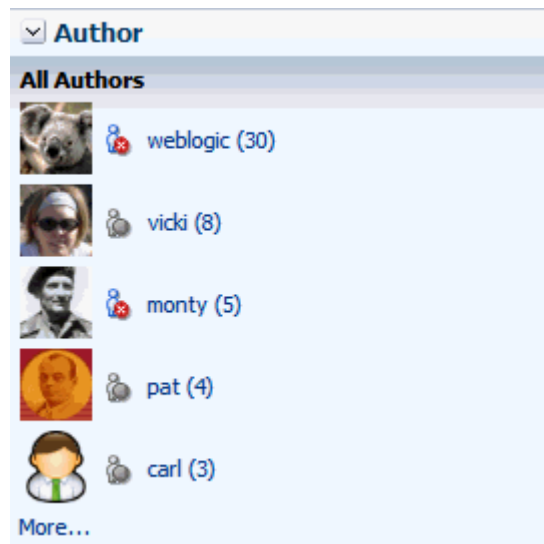 Author
All Authors
weblogic (30)
vicki (8)
monty (5)
pat (4)
carl (3)
More...